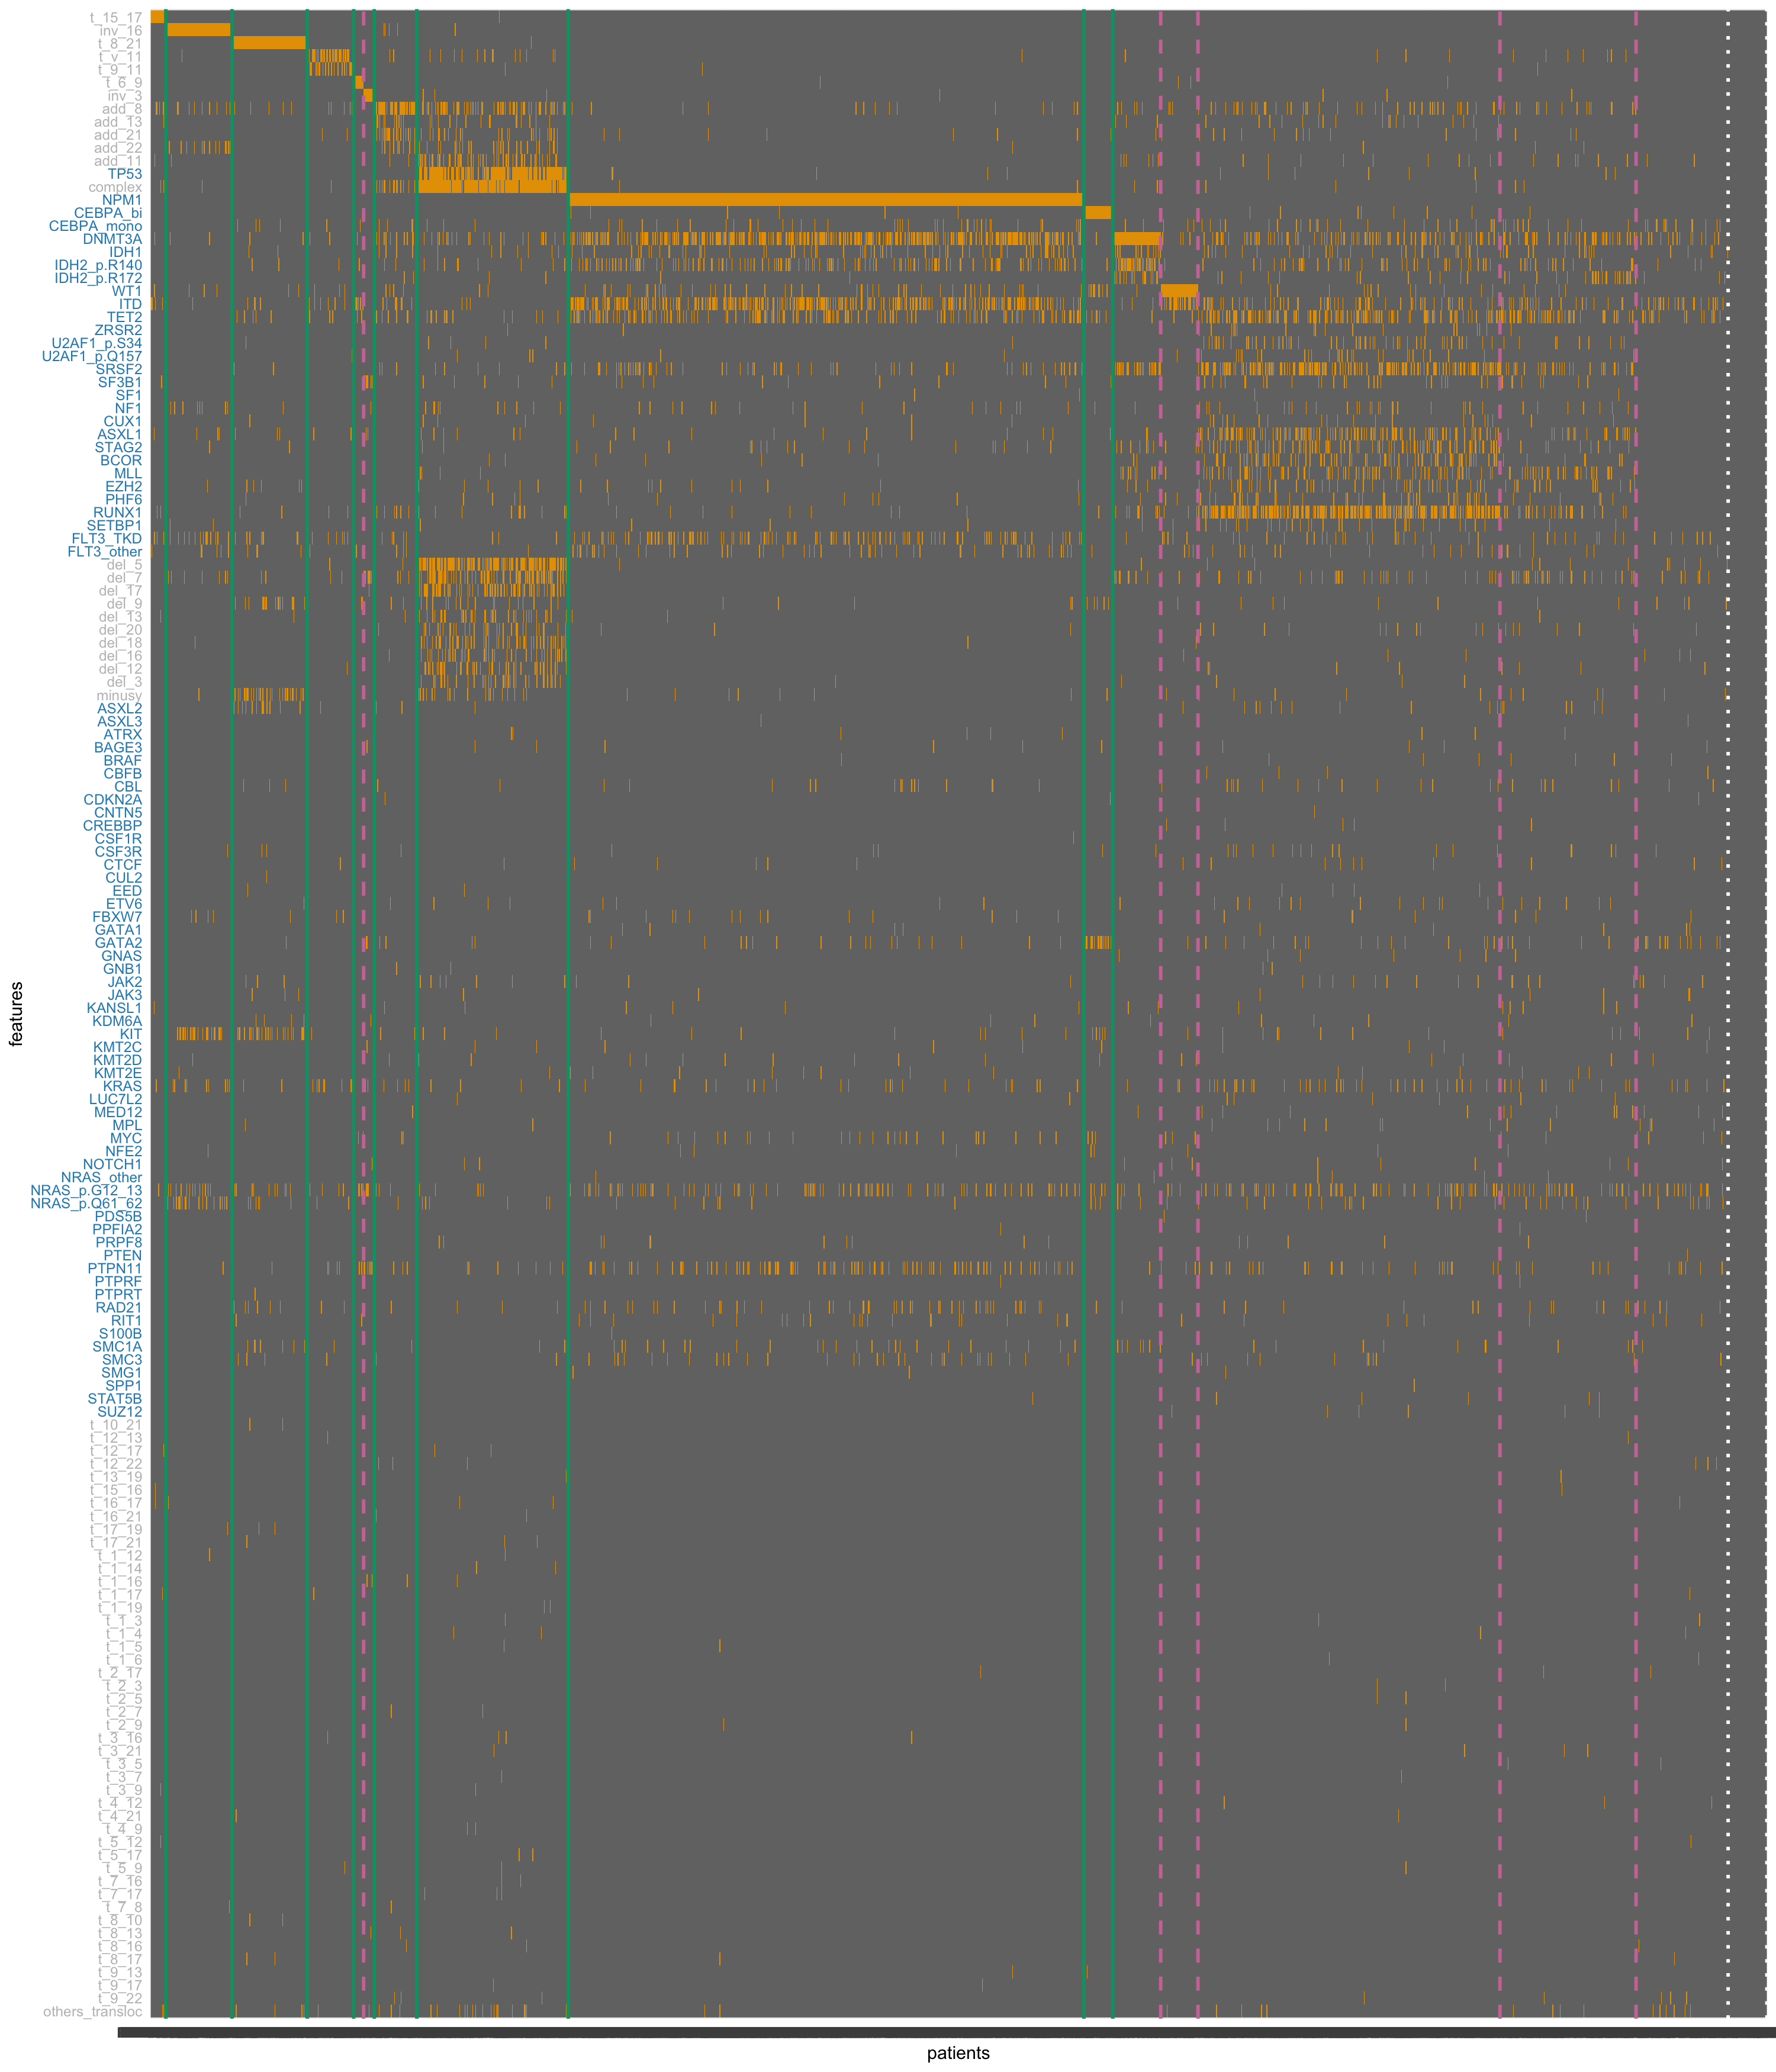 t_15_17
inv_16
t_8_21
t_v_11
t_9_11
t_6_9
inv_3
add_8
add_13
add_21
add_22
add_11
TP53
complex
NPM1
CEBPA_bi
CEBPA_mono
DNMT3A
IDH1
IDH2_p.R140
IDH2_p.R172
WT1
ITD
TET2
ZRSR2
U2AF1_p.S34
U2AF1_p.Q157
SRSF2
SF3B1
SF1
NF1
CUX1
ASXL1
STAG2
BCOR
MLL
EZH2
PHF6
RUNX1
SETBP1
FLT3_TKD
FLT3_other
del_5
del_7
del_17
del_9
del_13
del_20
del_18
del_16
del_12
del_3
minusy
ASXL2
ASXL3
ATRX
BAGE3
BRAF
CBFB
CBL
CDKN2A
CNTN5
CREBBP
CSF1R
CSF3R
CTCF
CUL2
EED
ETV6
FBXW7
GATA1
GATA2
GNAS
GNB1
JAK2
JAK3
KANSL1
KDM6A
KIT
KMT2C
KMT2D
KMT2E
KRAS
LUC7L2
MED12
MPL
MYC
NFE2
NOTCH1
NRAS_other
NRAS_p.G12_13
NRAS_p.Q61_62
PDS5B
PPFIA2
PRPF8
PTEN
PTPN11
PTPRF
PTPRT
RAD21
RIT1
S100B
SMC1A
SMC3
SMG1
SPP1
STAT5B
SUZ12
t_10_21
t_12_13
t_12_17
t_12_22
t_13_19
t_15_16
t_16_17
t_16_21
t_17_19
t_17_21
t_1_12
t_1_14
t_1_16
t_1_17
t_1_19
t_1_3
t_1_4
t_1_5
t_1_6
t_2_17
t_2_3
t_2_5
t_2_7
t_2_9
t_3_16
t_3_21
t_3_5
t_3_7
t_3_9
t_4_12
t_4_21
t_4_9
t_5_12
t_5_17
t_5_9
t_7_16
t_7_17
t_7_8
t_8_10
t_8_13
t_8_16
t_8_17
t_9_13
t_9_17
t_9_22
others_transloc
features
patients